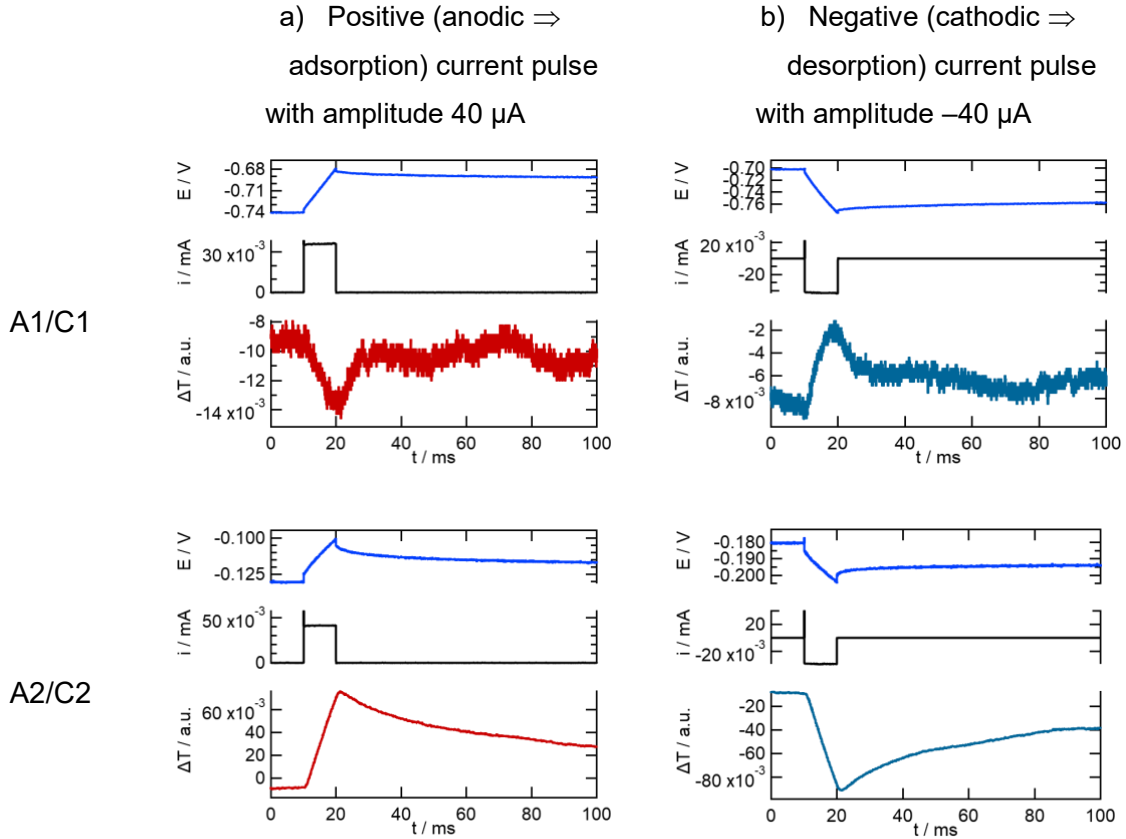 a) Positive (anodic ⇒
adsorption) current pulse
with amplitude 40 µA
b) Negative (cathodic ⇒
desorption) current pulse
with amplitude –40 µA
A1/C1
E / V
-0.68
-0.71
-0.74
i / mA
30 x10⁻³
0
ΔT / a.u.
-8
-10
-12
-14 x10⁻³
0 20 40 60 80 100
t / ms
E / V
-0.70
-0.72
-0.76
i / mA
20 x10⁻³
-20
ΔT / a.u.
-2
-4
-6
-8 x10⁻³
0 20 40 60 80 100
t / ms
A2/C2
E / V
-0.100
-0.125
i / mA
50 x10⁻³
0
ΔT / a.u.
60 x10⁻³
40
20
0
0 20 40 60 80 100
t / ms
E / V
-0.180
-0.200
i / mA
20
-20 x10⁻³
ΔT / a.u.
-20
-40
-60
-80 x10⁻³
0 20 40 60 80 100
t / ms